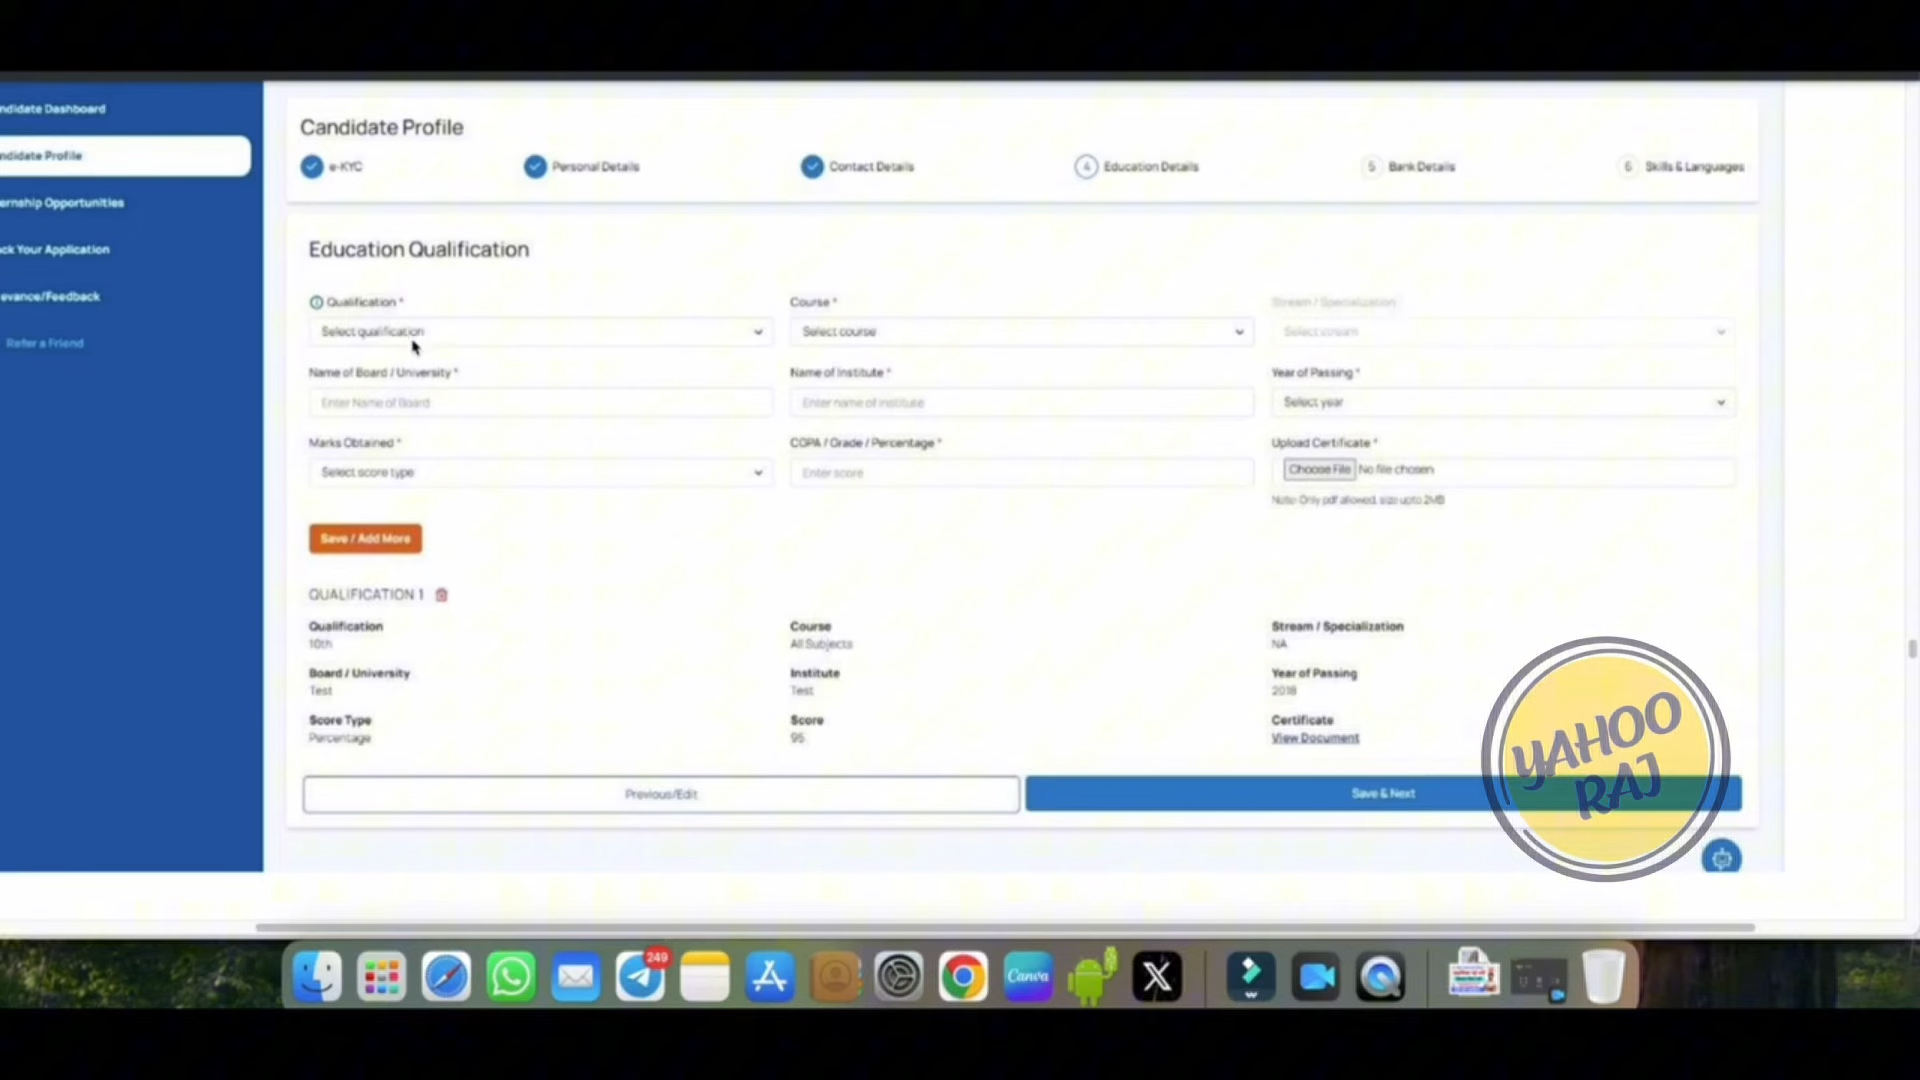 ndidate Dashboard
ndidate Profile
ernship Opportunities
ck Your Application
evance/Feedback
Refer a Friend
Candidate Profile
e-KYC
Personal Details
Contact Details
4 Education Details
5 Bank Details
6 Skills & Languages
Education Qualification
Qualification * Course * Stream / Specialization
Select qualification Select course Select stream
Name of Board / University * Name of Institute * Year of Passing *
Enter Name of Board Enter name of institute Select year
Marks Obtained * CGPA / Grade / Percentage * Upload Certificate *
Select score type Enter score Choose File No file chosen
Note: Only pdf allowed, size upto 2MB
Save / Add More
QUALIFICATION 1
Qualification Course Stream / Specialization
10th All Subjects NA
Board / University Institute Year of Passing
Test Test 2018
Score Type Score Certificate
Percentage 95 View Document
Previous/Edit Save & Next
YAHOO
RAJ
249
Canva